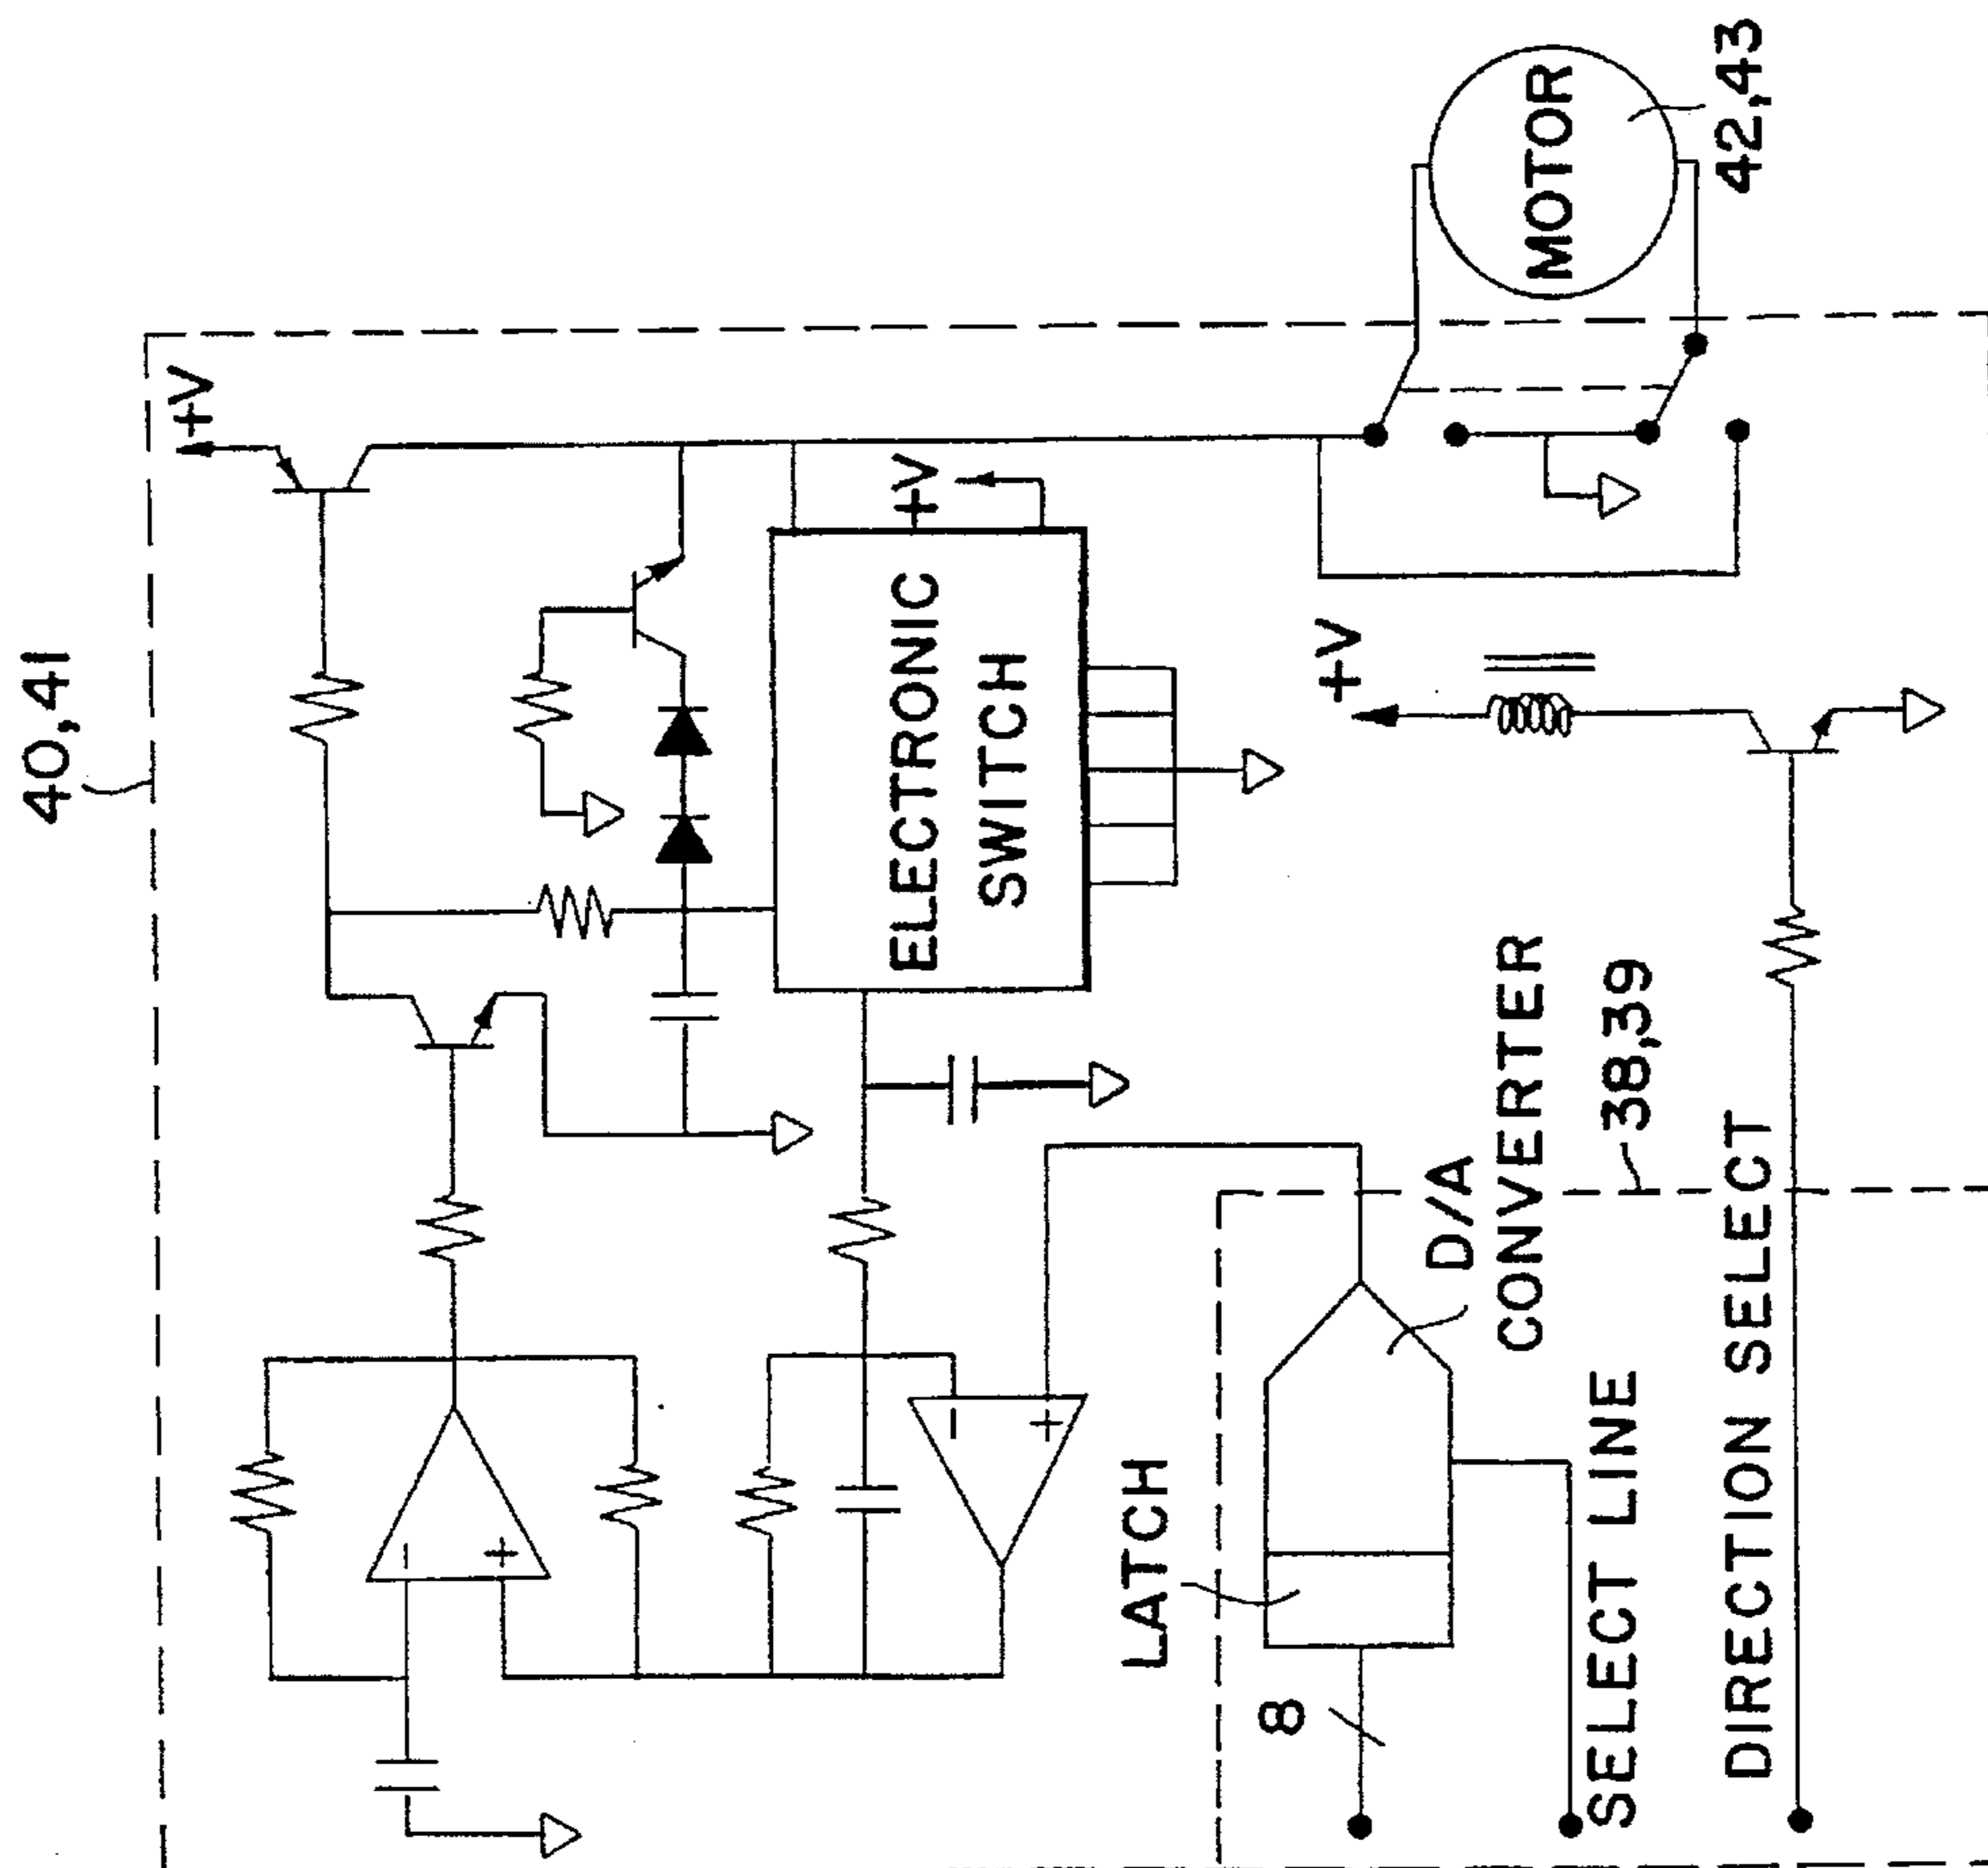 40,41
+V
+V
ELECTRONIC
SWITCH
+V
MOTOR
42,43
-
+
-
+
LATCH
8
D/A
CONVERTER
38,39
SELECT LINE
DIRECTION SELECT